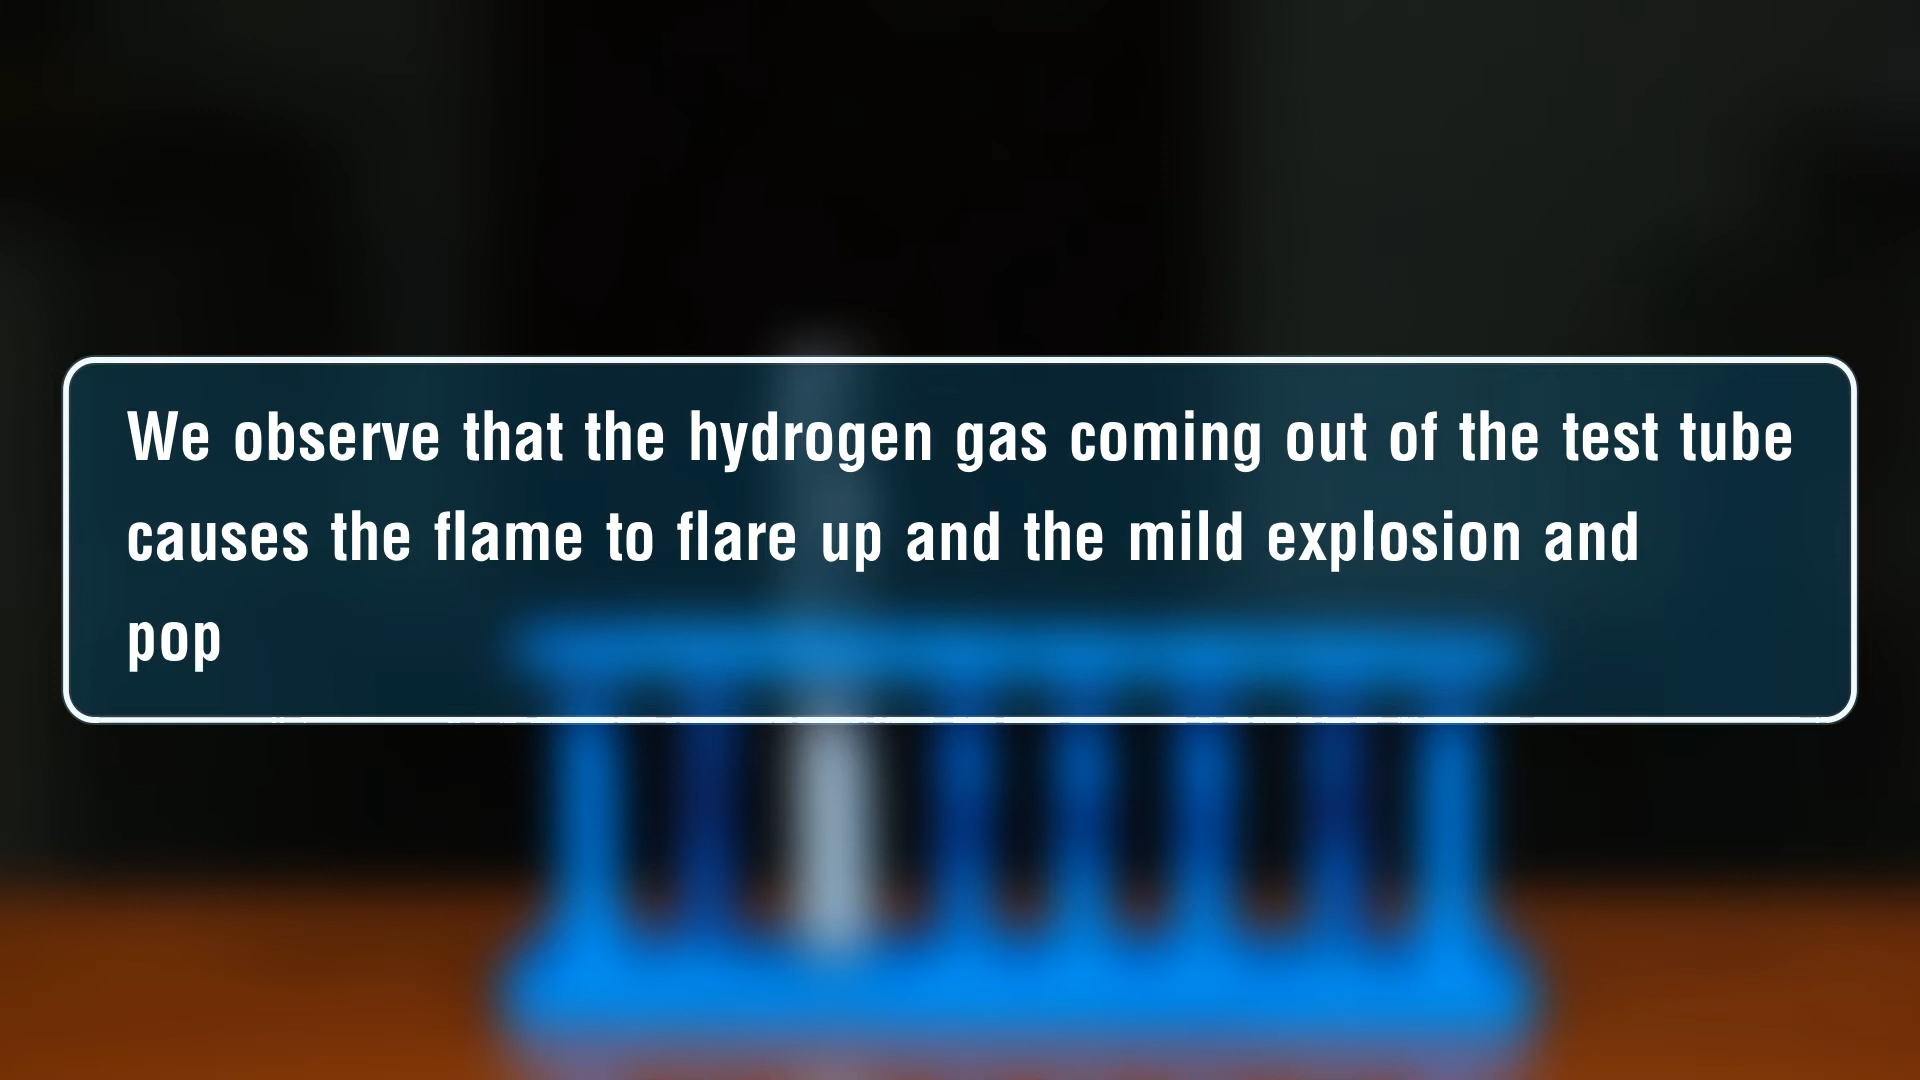 We observe that the hydrogen gas coming out of the test tube
causes the flame to flare up and the mild explosion and
pop